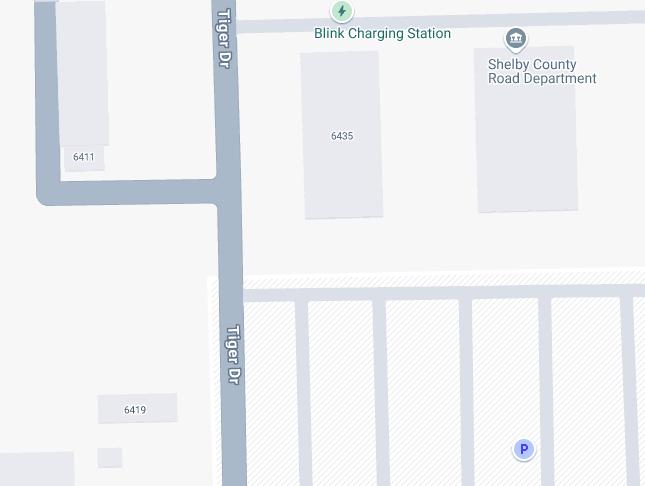 Tiger Dr
Blink Charging Station
Shelby County
Road Department
6435
6411
Tiger Dr
6419
P